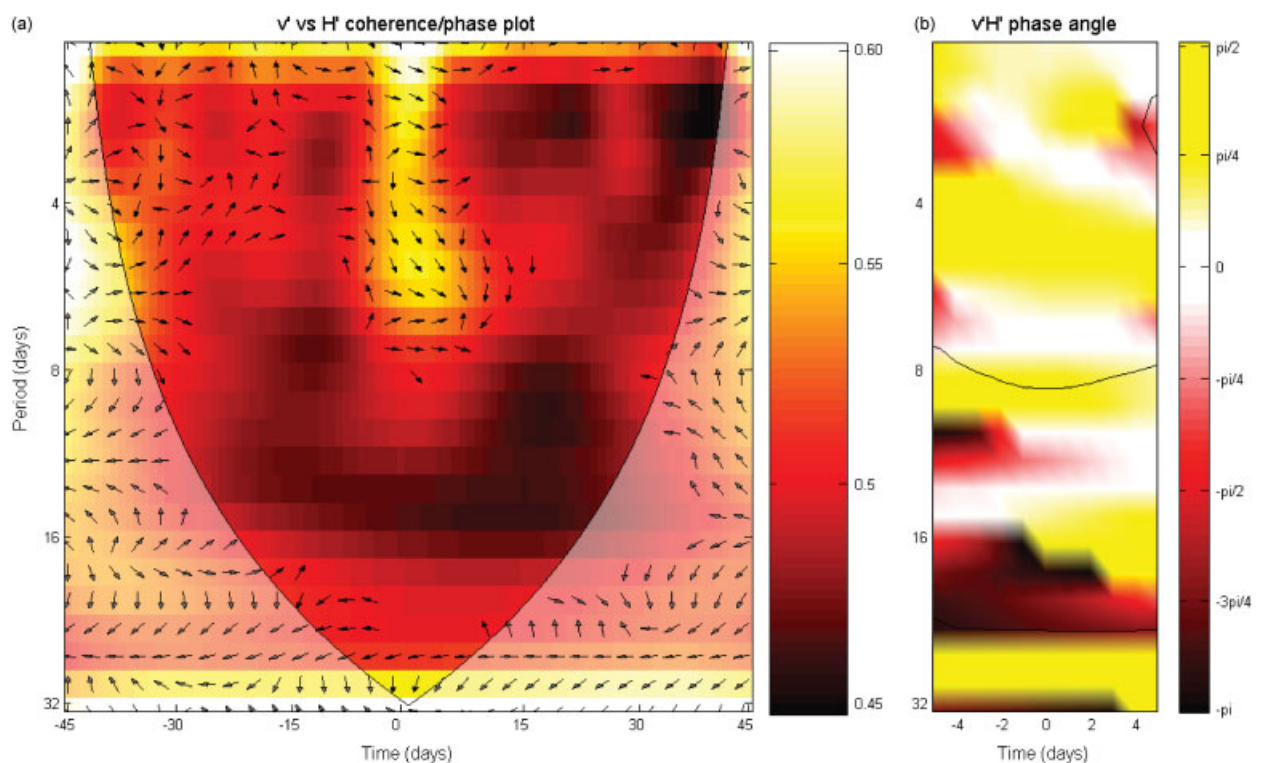 (a)
v' vs H' coherence/phase plot
Period (days)
4
8
16
32
-45
-30
-15
0
15
30
45
Time (days)
0.60
0.55
0.5
0.45
(b)
v'H' phase angle
4
8
16
32
-4
-2
0
2
4
Time (days)
pi/2
pi/4
0
-pi/4
-pi/2
-3pi/4
-pi